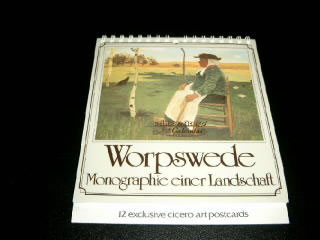 Worpswede
Monographie einer Landschaft
12 exclusive cicero art postcards